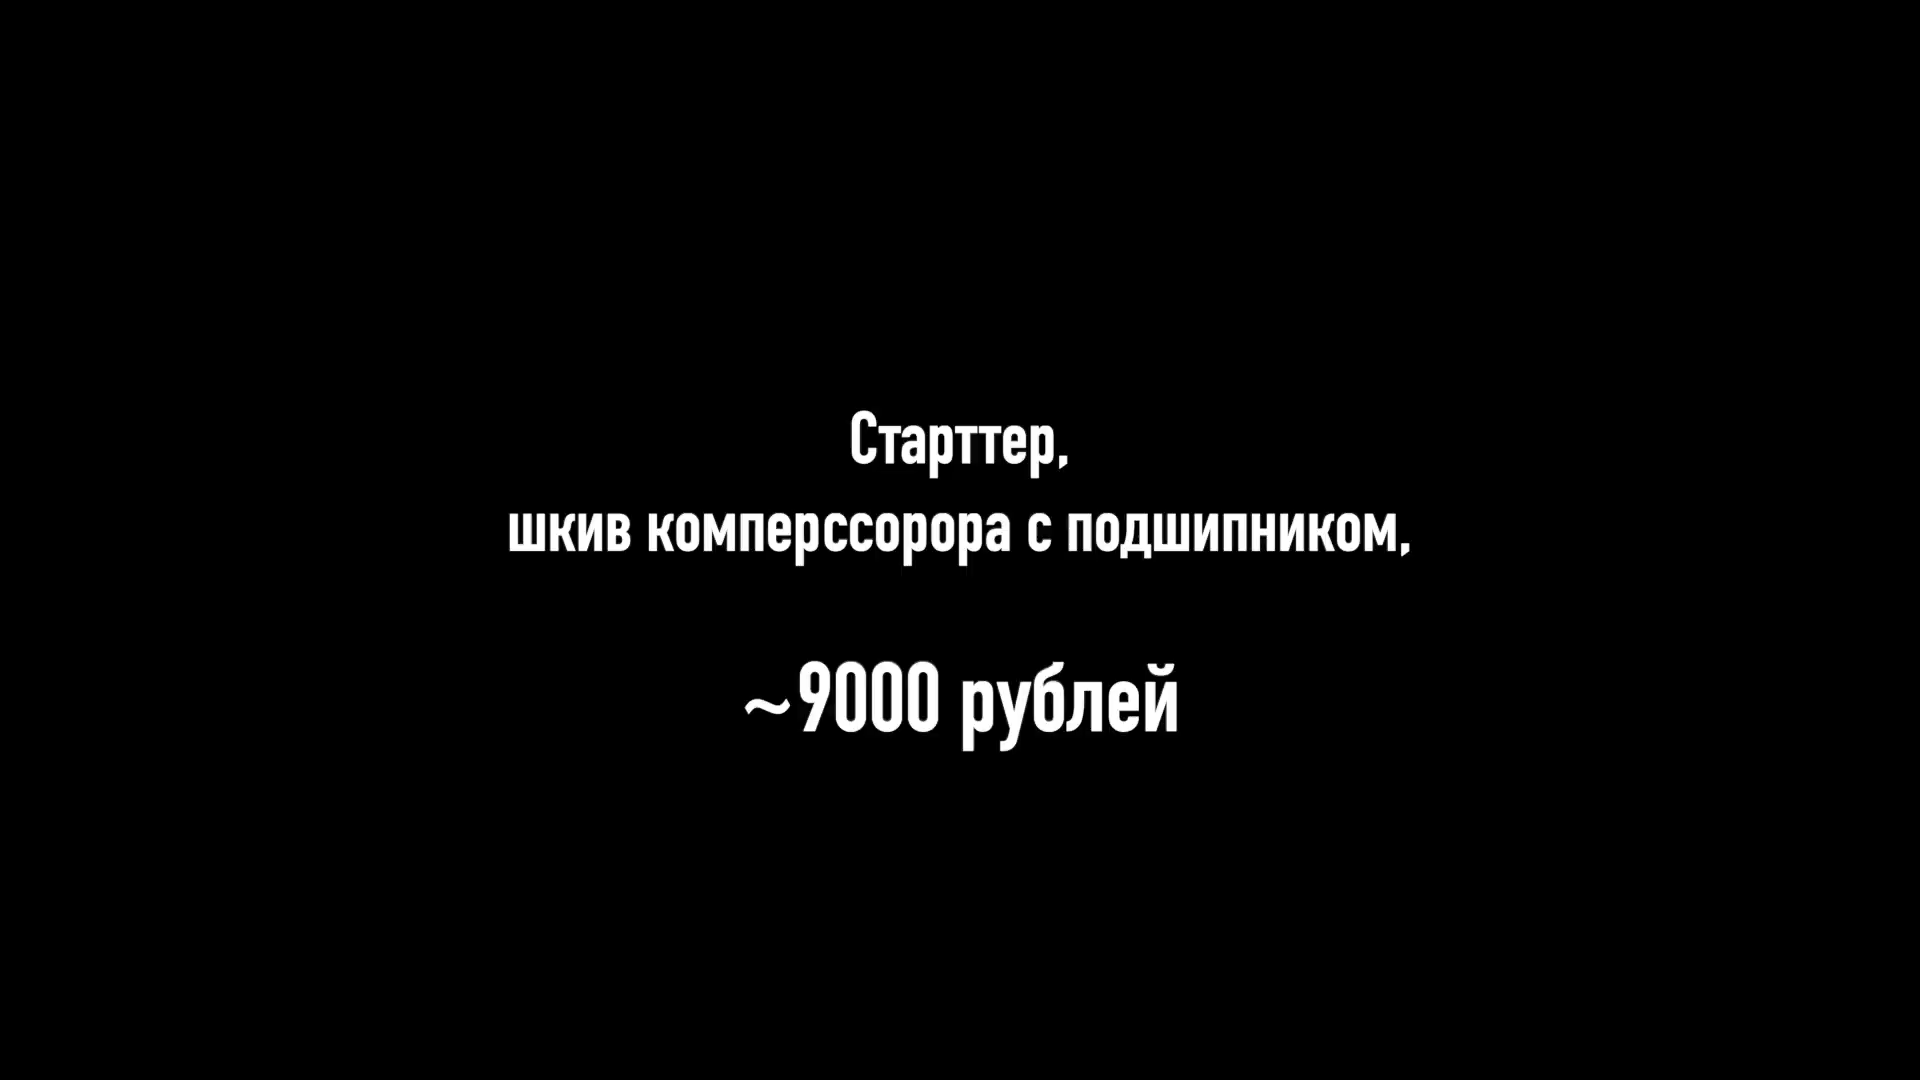 Старттер,
шкив комперссорора с подшипником,
~9000 рублей